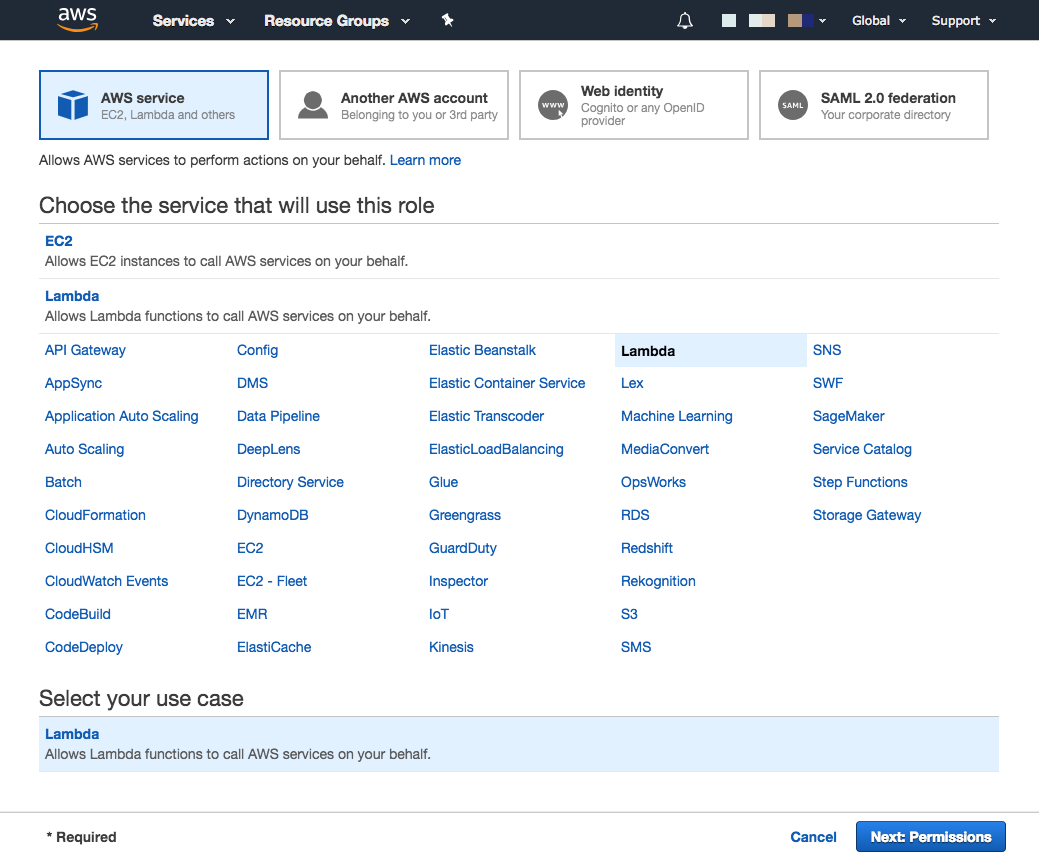 aws Services Resource Groups Global Support
AWS service
EC2, Lambda and others
Another AWS account
Belonging to you or 3rd party
www
Web identity
Cognito or any OpenID
provider
SAML
SAML 2.0 federation
Your corporate directory
Allows AWS services to perform actions on your behalf. Learn more
Choose the service that will use this role
EC2
Allows EC2 instances to call AWS services on your behalf.
Lambda
Allows Lambda functions to call AWS services on your behalf.
API Gateway Config Elastic Beanstalk Lambda SNS
AppSync DMS Elastic Container Service Lex SWF
Application Auto Scaling Data Pipeline Elastic Transcoder Machine Learning SageMaker
Auto Scaling DeepLens ElasticLoadBalancing MediaConvert Service Catalog
Batch Directory Service Glue OpsWorks Step Functions
CloudFormation DynamoDB Greengrass RDS Storage Gateway
CloudHSM EC2 GuardDuty Redshift
CloudWatch Events EC2 - Fleet Inspector Rekognition
CodeBuild EMR IoT S3
CodeDeploy ElastiCache Kinesis SMS
Select your use case
Lambda
Allows Lambda functions to call AWS services on your behalf.
* Required Cancel Next: Permissions